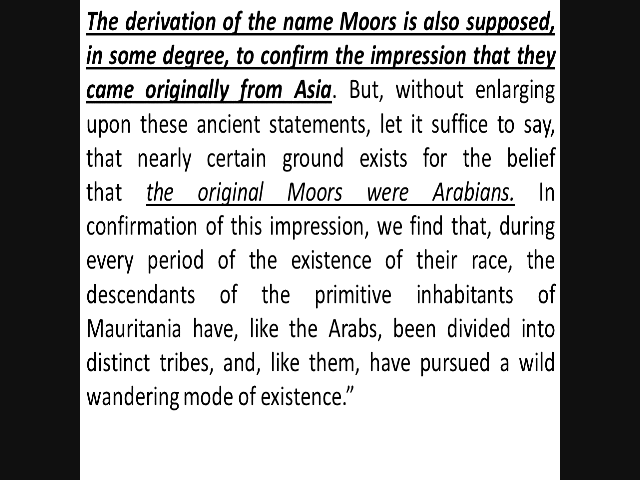 The derivation of the name Moors is also supposed,
in some degree, to confirm the impression that they
came originally from Asia. But, without enlarging
upon these ancient statements, let it suffice to say,
that nearly certain ground exists for the belief
that the original Moors were Arabians. In
confirmation of this impression, we find that, during
every period of the existence of their race, the
descendants of the primitive inhabitants of
Mauritania have, like the Arabs, been divided into
distinct tribes, and, like them, have pursued a wild
wandering mode of existence.”